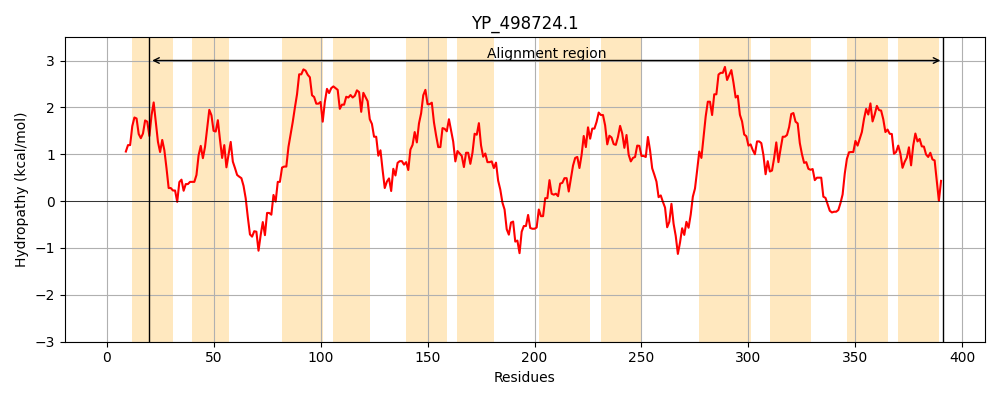 YP_498724.1
Alignment region
Hydropathy (kcal/mol)
3
2
1
0
−1
−2
−3
0 50 100 150 200 250 300 350 400
Residues